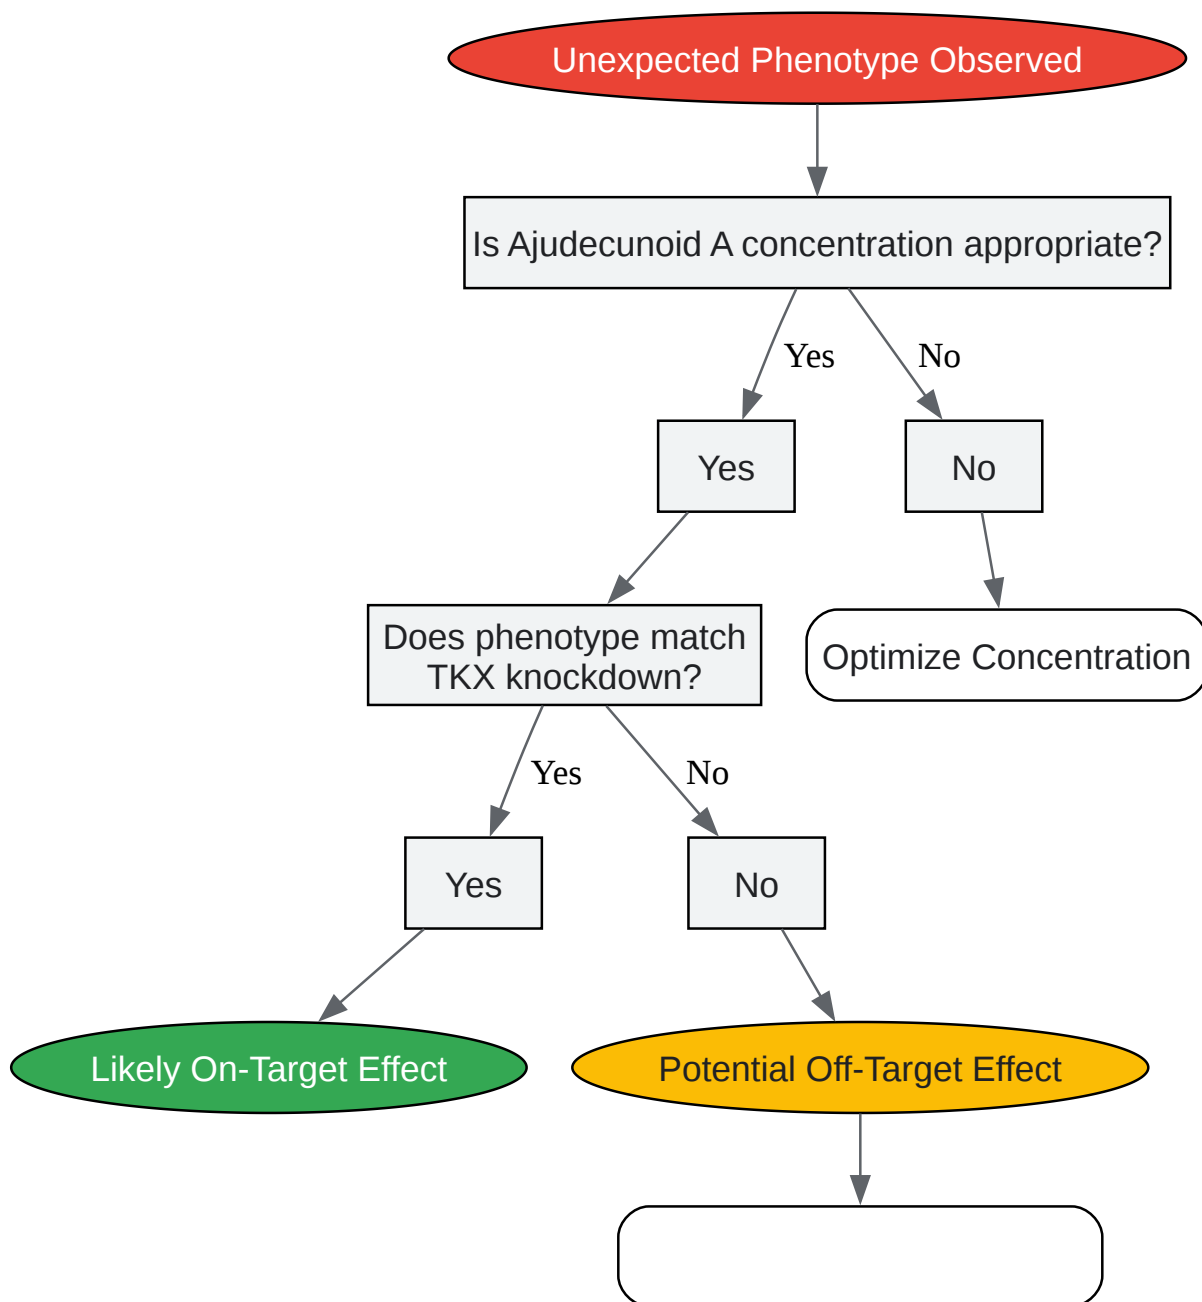 Unexpected Phenotype Observed
Is Ajudecunoid A concentration appropriate?
Yes
No
Yes
No
Does phenotype match
TKX knockdown?
Optimize Concentration
Yes
No
Yes
No
Likely On-Target Effect
Potential Off-Target Effect